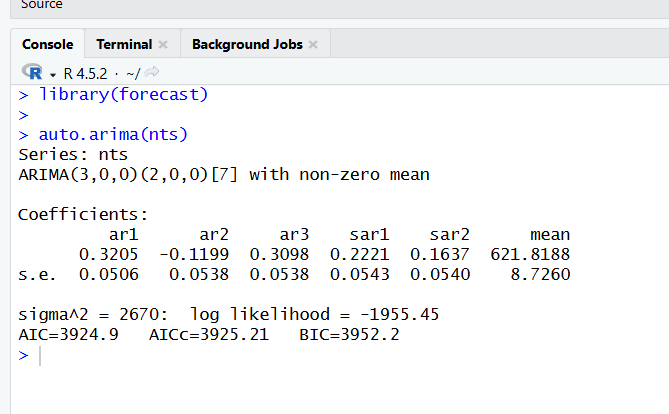 Source
Console Terminal Background Jobs
R 4.5.2 · ~/
> library(forecast)
>
> auto.arima(nts)
Series: nts
ARIMA(3,0,0)(2,0,0)[7] with non-zero mean
Coefficients:
ar1 ar2 ar3 sar1 sar2 mean
0.3205 -0.1199 0.3098 0.2221 0.1637 621.8188
s.e. 0.0506 0.0538 0.0538 0.0543 0.0540 8.7260
sigma^2 = 2670: log likelihood = -1955.45
AIC=3924.9 AICc=3925.21 BIC=3952.2
>